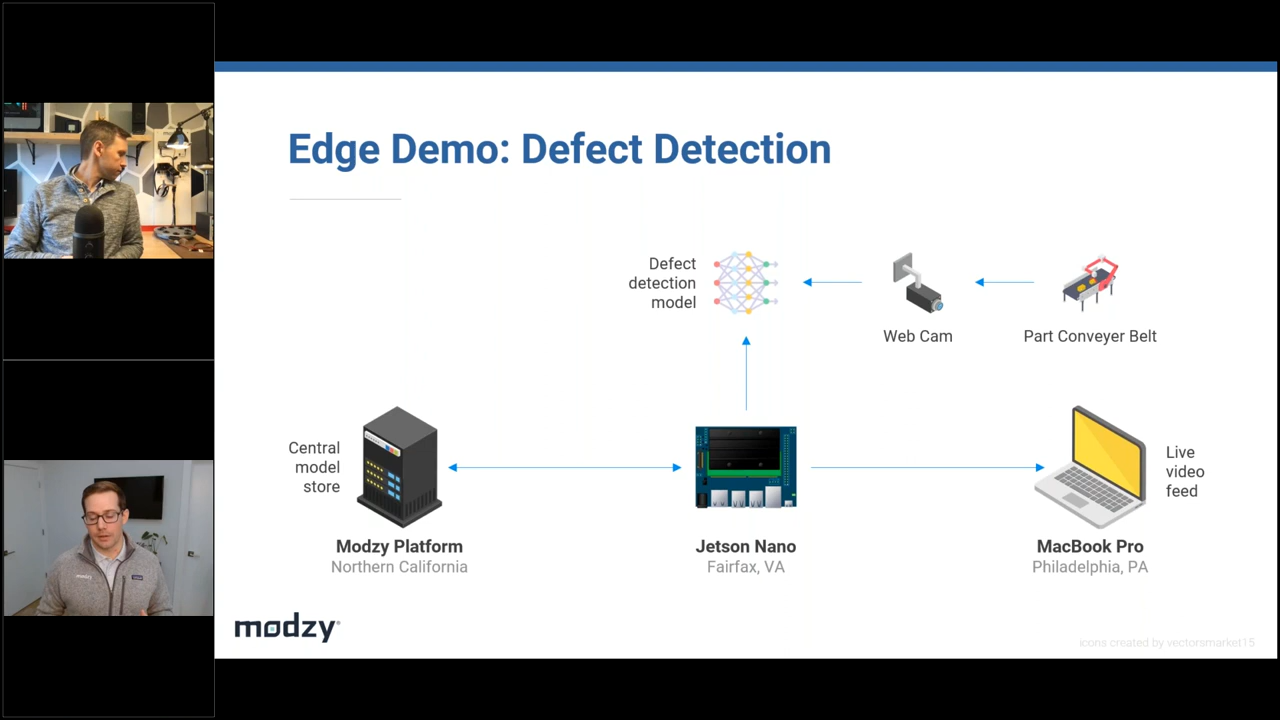 Edge Demo: Defect Detection
Defect
detection
model
Web Cam
Part Conveyer Belt
Central
model
store
Live
video
feed
Modzy Platform
Northern California
Jetson Nano
Fairfax, VA
MacBook Pro
Philadelphia, PA
modzy
icons created by vectorsmarket15
modzy